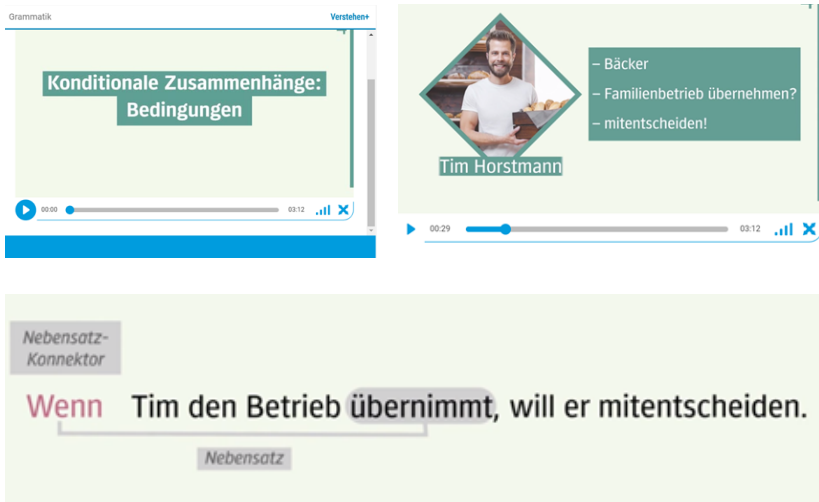 Grammatik Verstehen+
Konditionale Zusammenhänge:
Bedingungen
00:00 03:12
– Bäcker
– Familienbetrieb übernehmen?
– mitentscheiden!
Tim Horstmann
00:29 03:12
Nebensatz-
Konnektor
Wenn Tim den Betrieb übernimmt, will er mitentscheiden.
Nebensatz